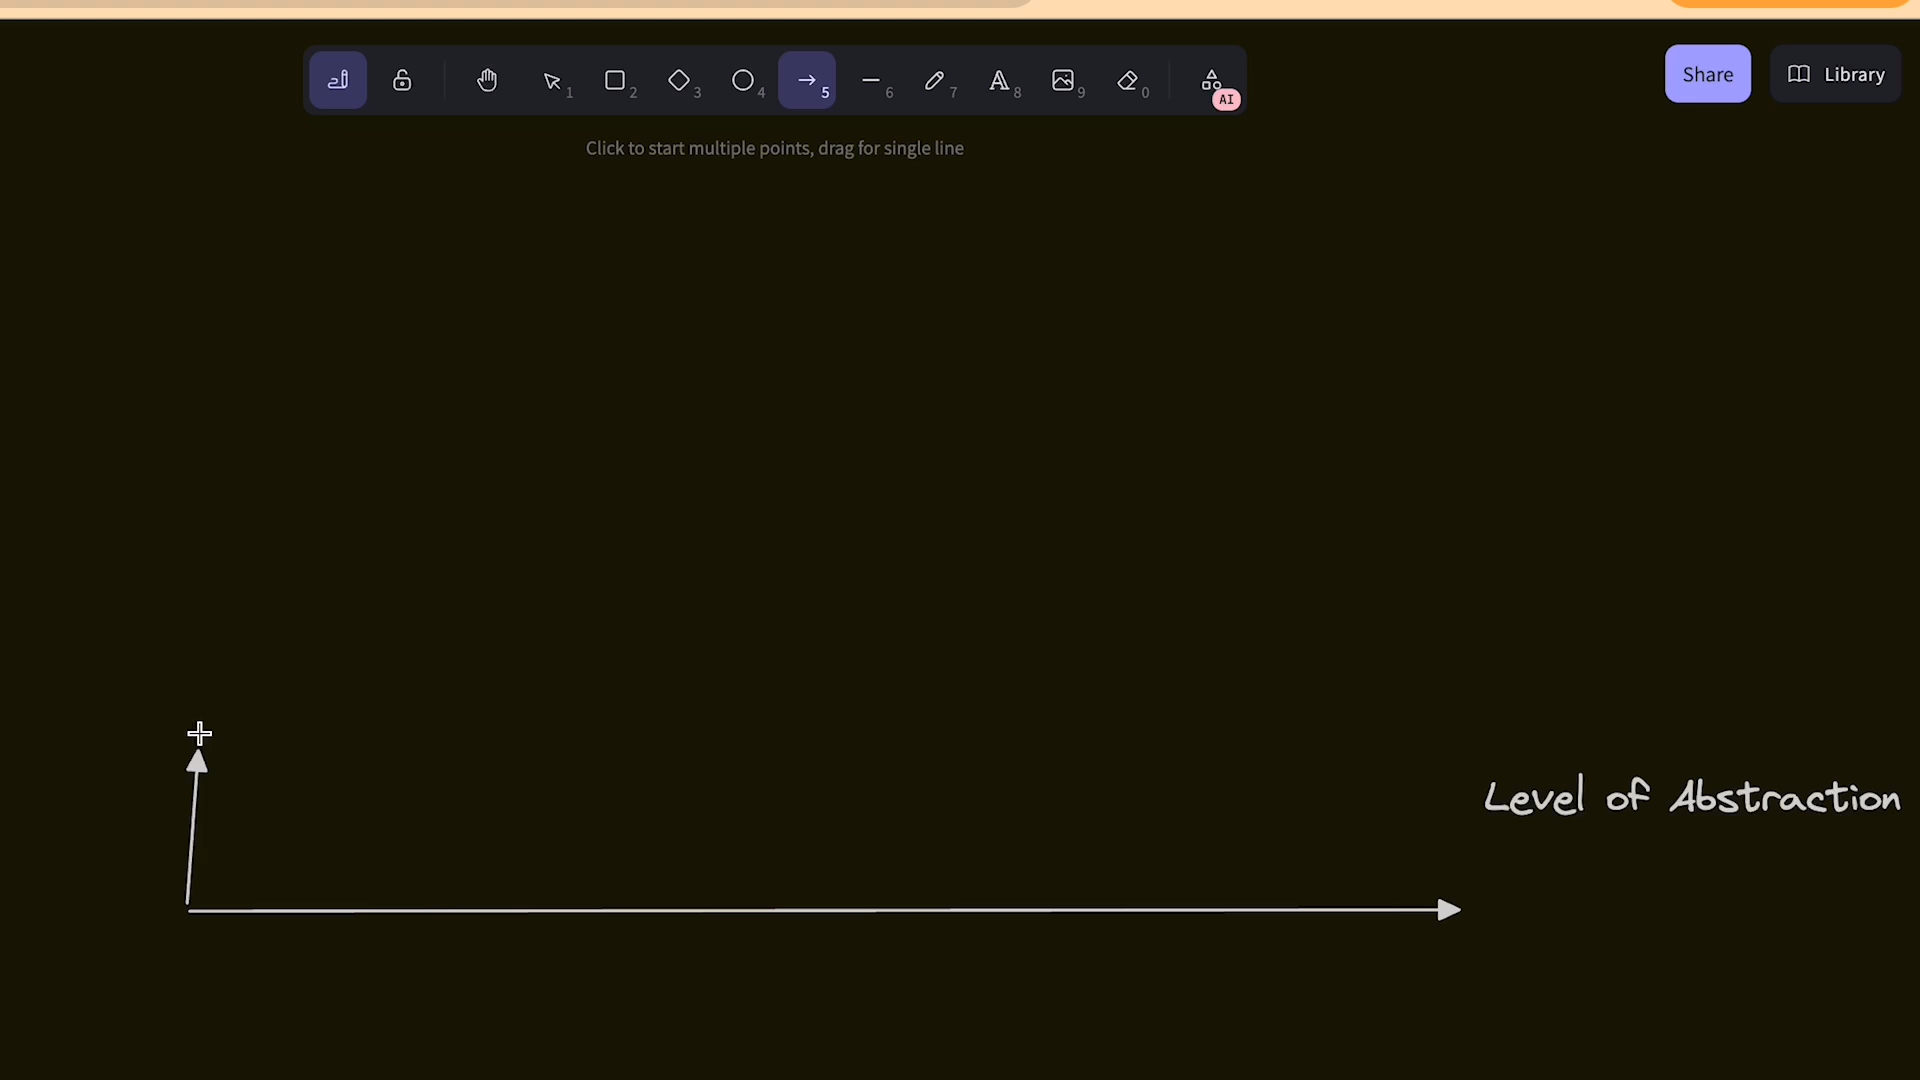 1
2
3
4
5
6
7
8
9
0
AI
Share
Library
Click to start multiple points, drag for single line
Level of Abstraction